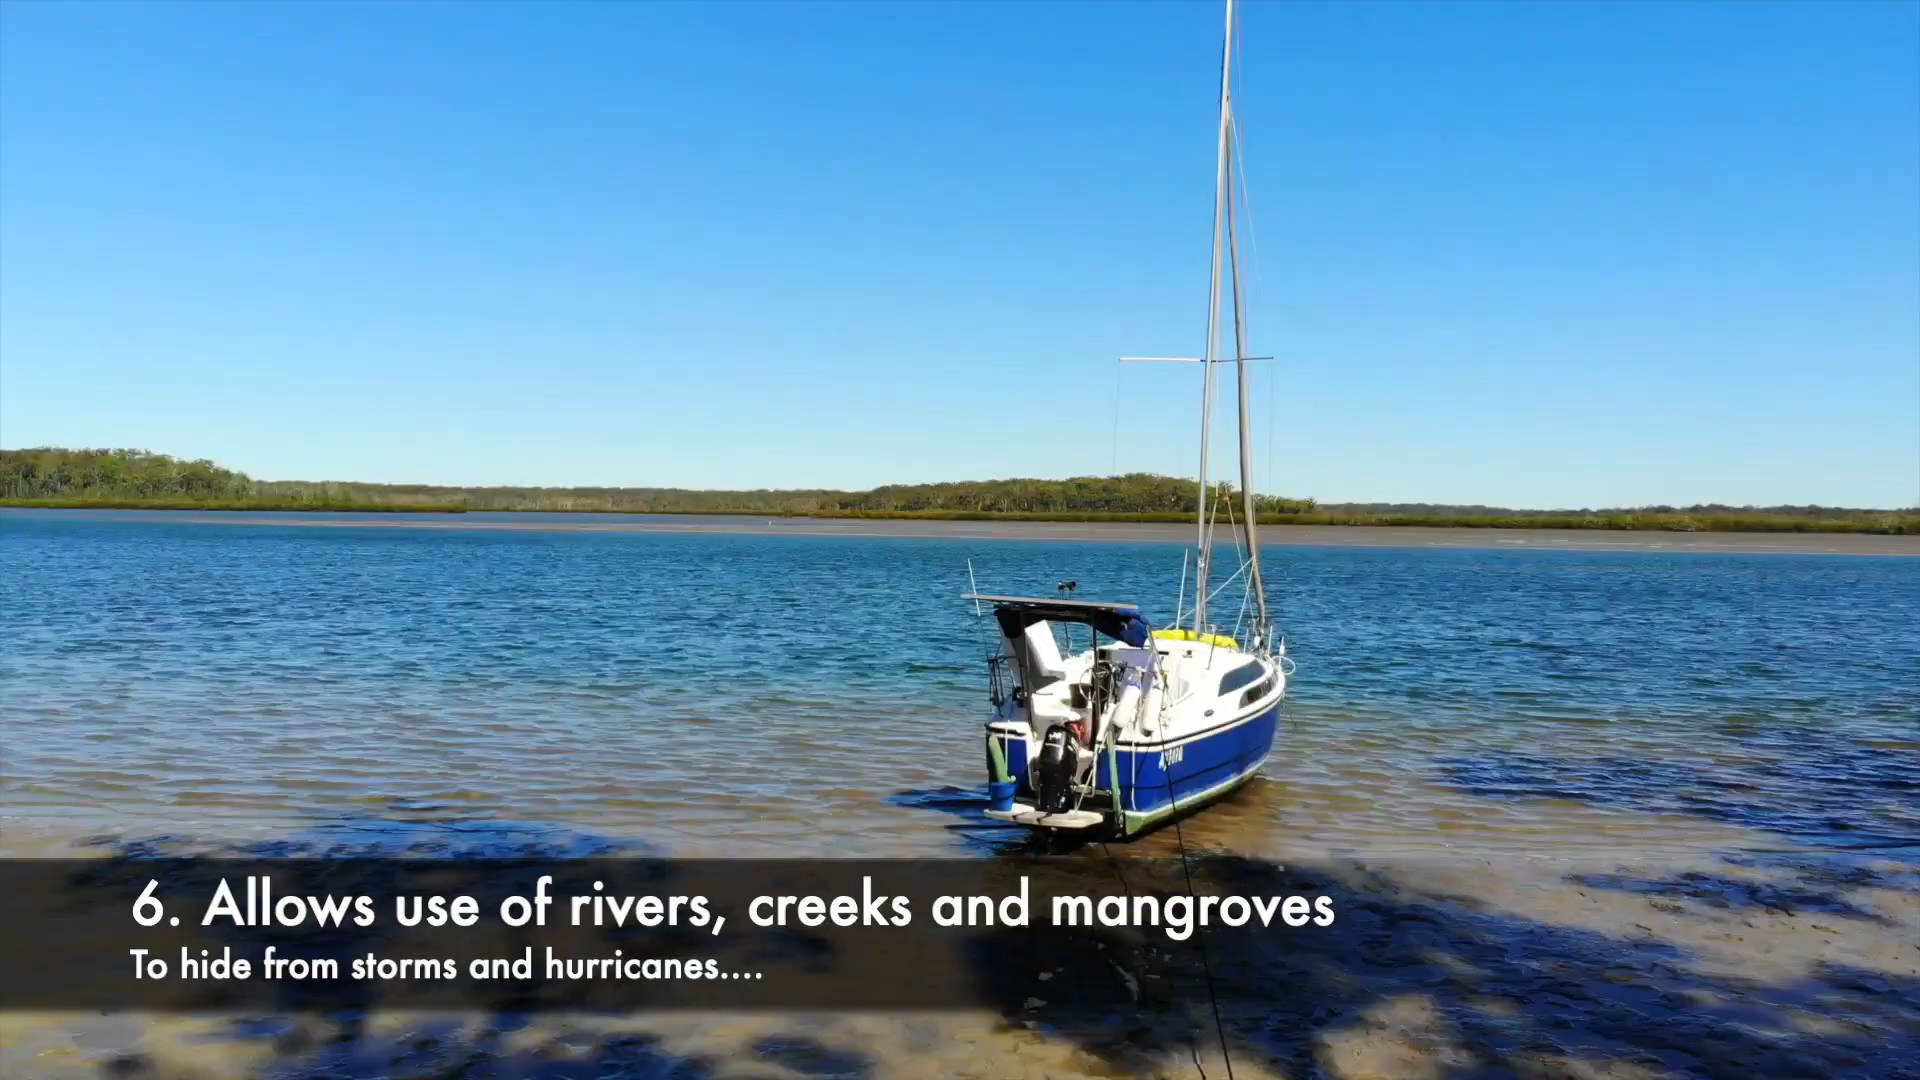 6. Allows use of rivers, creeks and mangroves
To hide from storms and hurricanes....